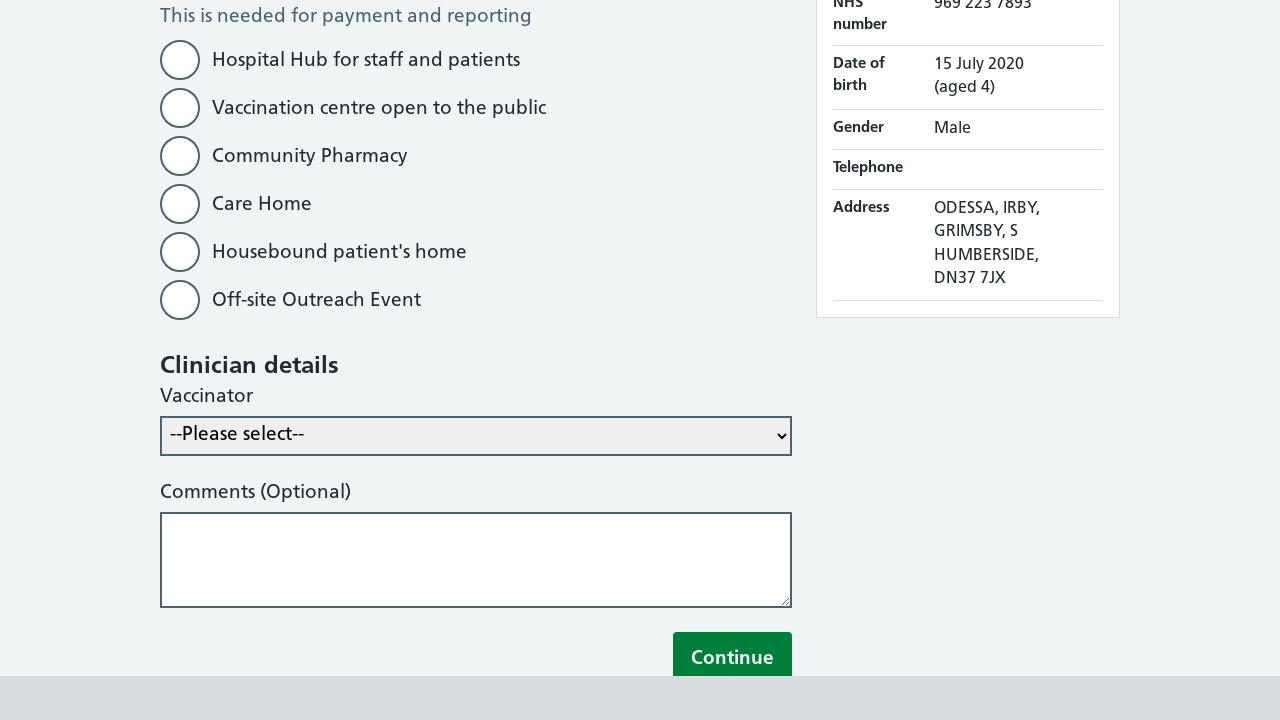 This is needed for payment and reporting
Hospital Hub for staff and patients
Vaccination centre open to the public
Community Pharmacy
Care Home
Housebound patient's home
Off-site Outreach Event
Clinician details
Vaccinator
--Please select--
Comments (Optional)
Continue
NHS 969 223 7893
number
Date of 15 July 2020
birth (aged 4)
Gender Male
Telephone
Address ODESSA, IRBY,
GRIMSBY, S
HUMBERSIDE,
DN37 7JX